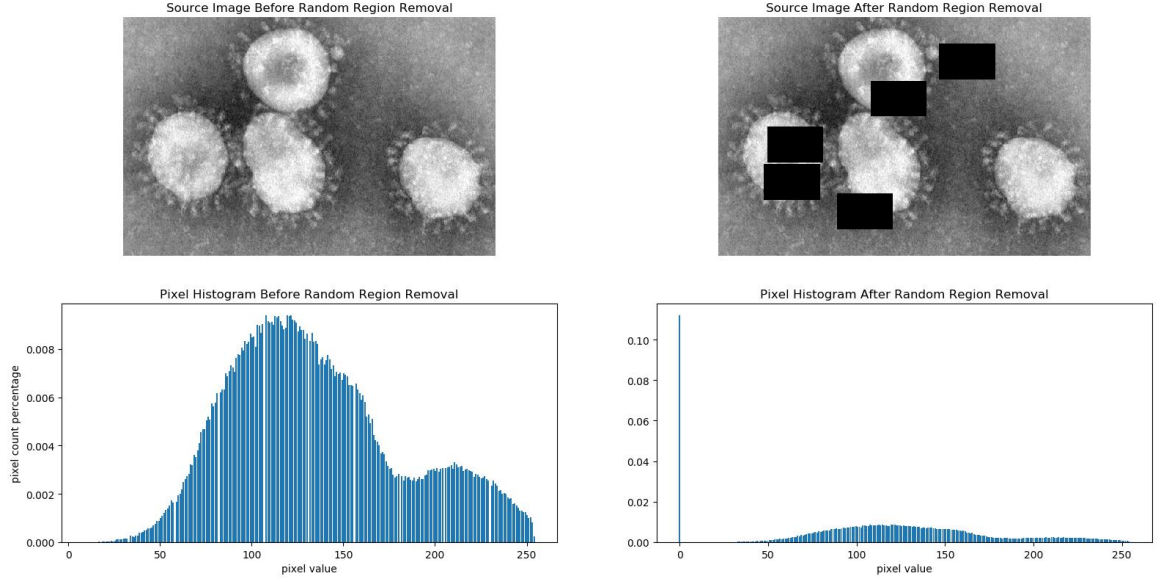 Source Image Before Random Region Removal
Source Image After Random Region Removal
Pixel Histogram Before Random Region Removal
pixel count percentage
0.008
0.006
0.004
0.002
0.000
0 50 100 150 200 250
pixel value
Pixel Histogram After Random Region Removal
0.10
0.08
0.06
0.04
0.02
0.00
0 50 100 150 200 250
pixel value